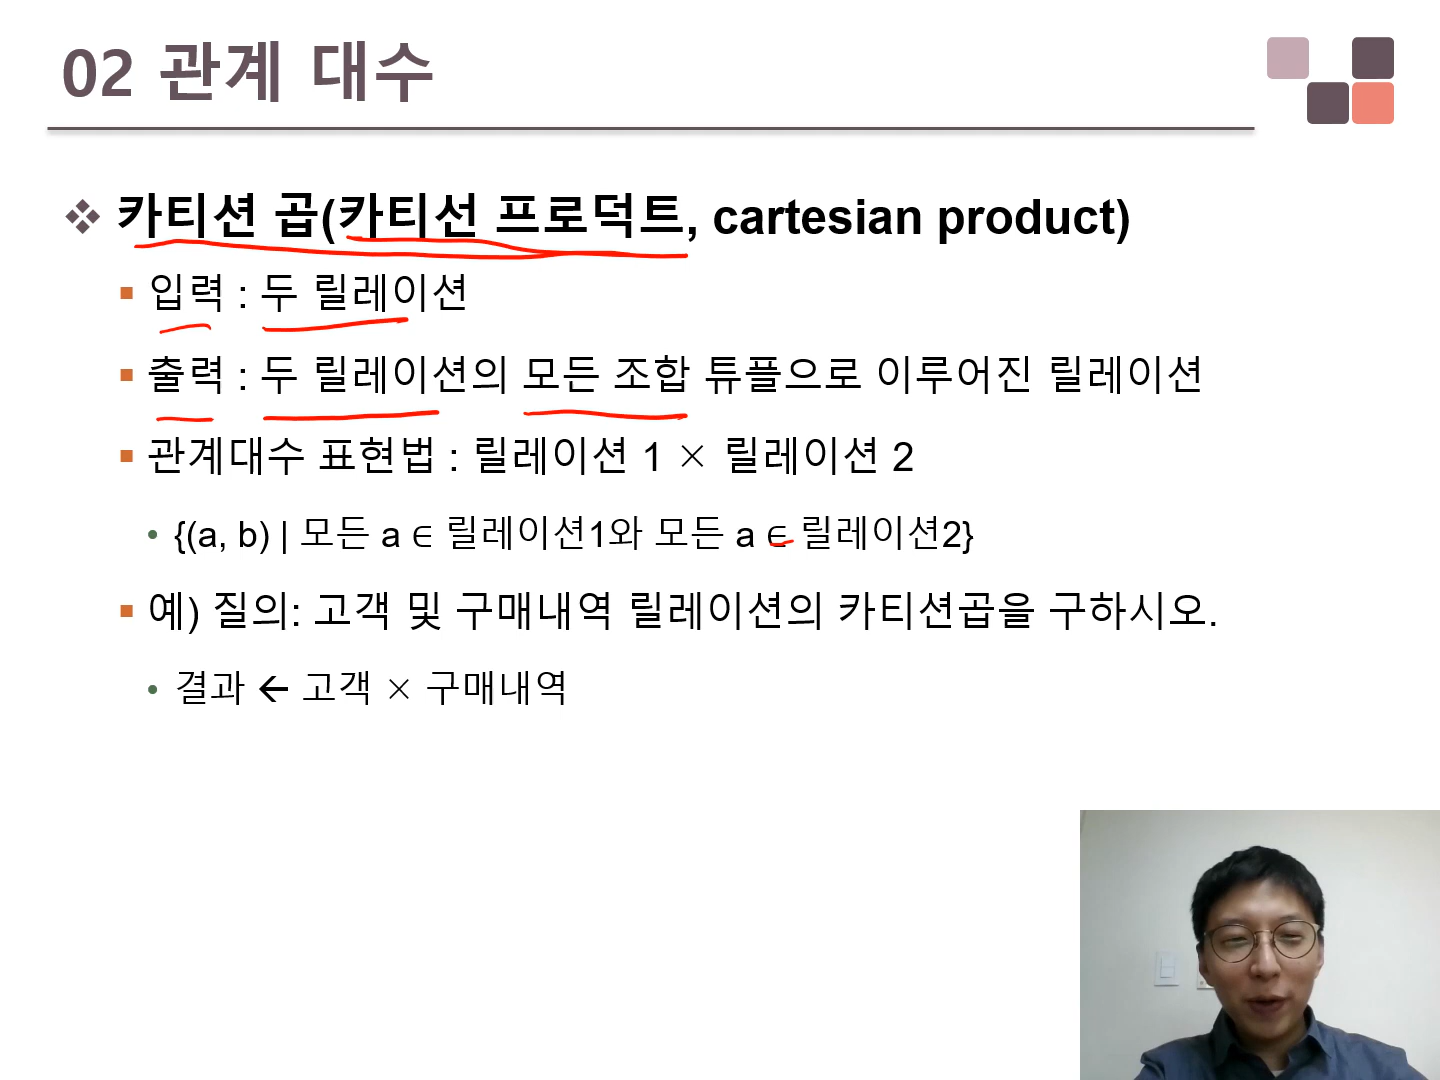 02 관계 대수
카티션 곱(카티선 프로덕트, cartesian product)
입력 : 두 릴레이션
출력 : 두 릴레이션의 모든 조합 튜플으로 이루어진 릴레이션
관계대수 표현법 : 릴레이션 1 × 릴레이션 2
{(a, b) | 모든 a ∈ 릴레이션1와 모든 a ∈ 릴레이션2}
예) 질의: 고객 및 구매내역 릴레이션의 카티션곱을 구하시오.
결과 ← 고객 × 구매내역